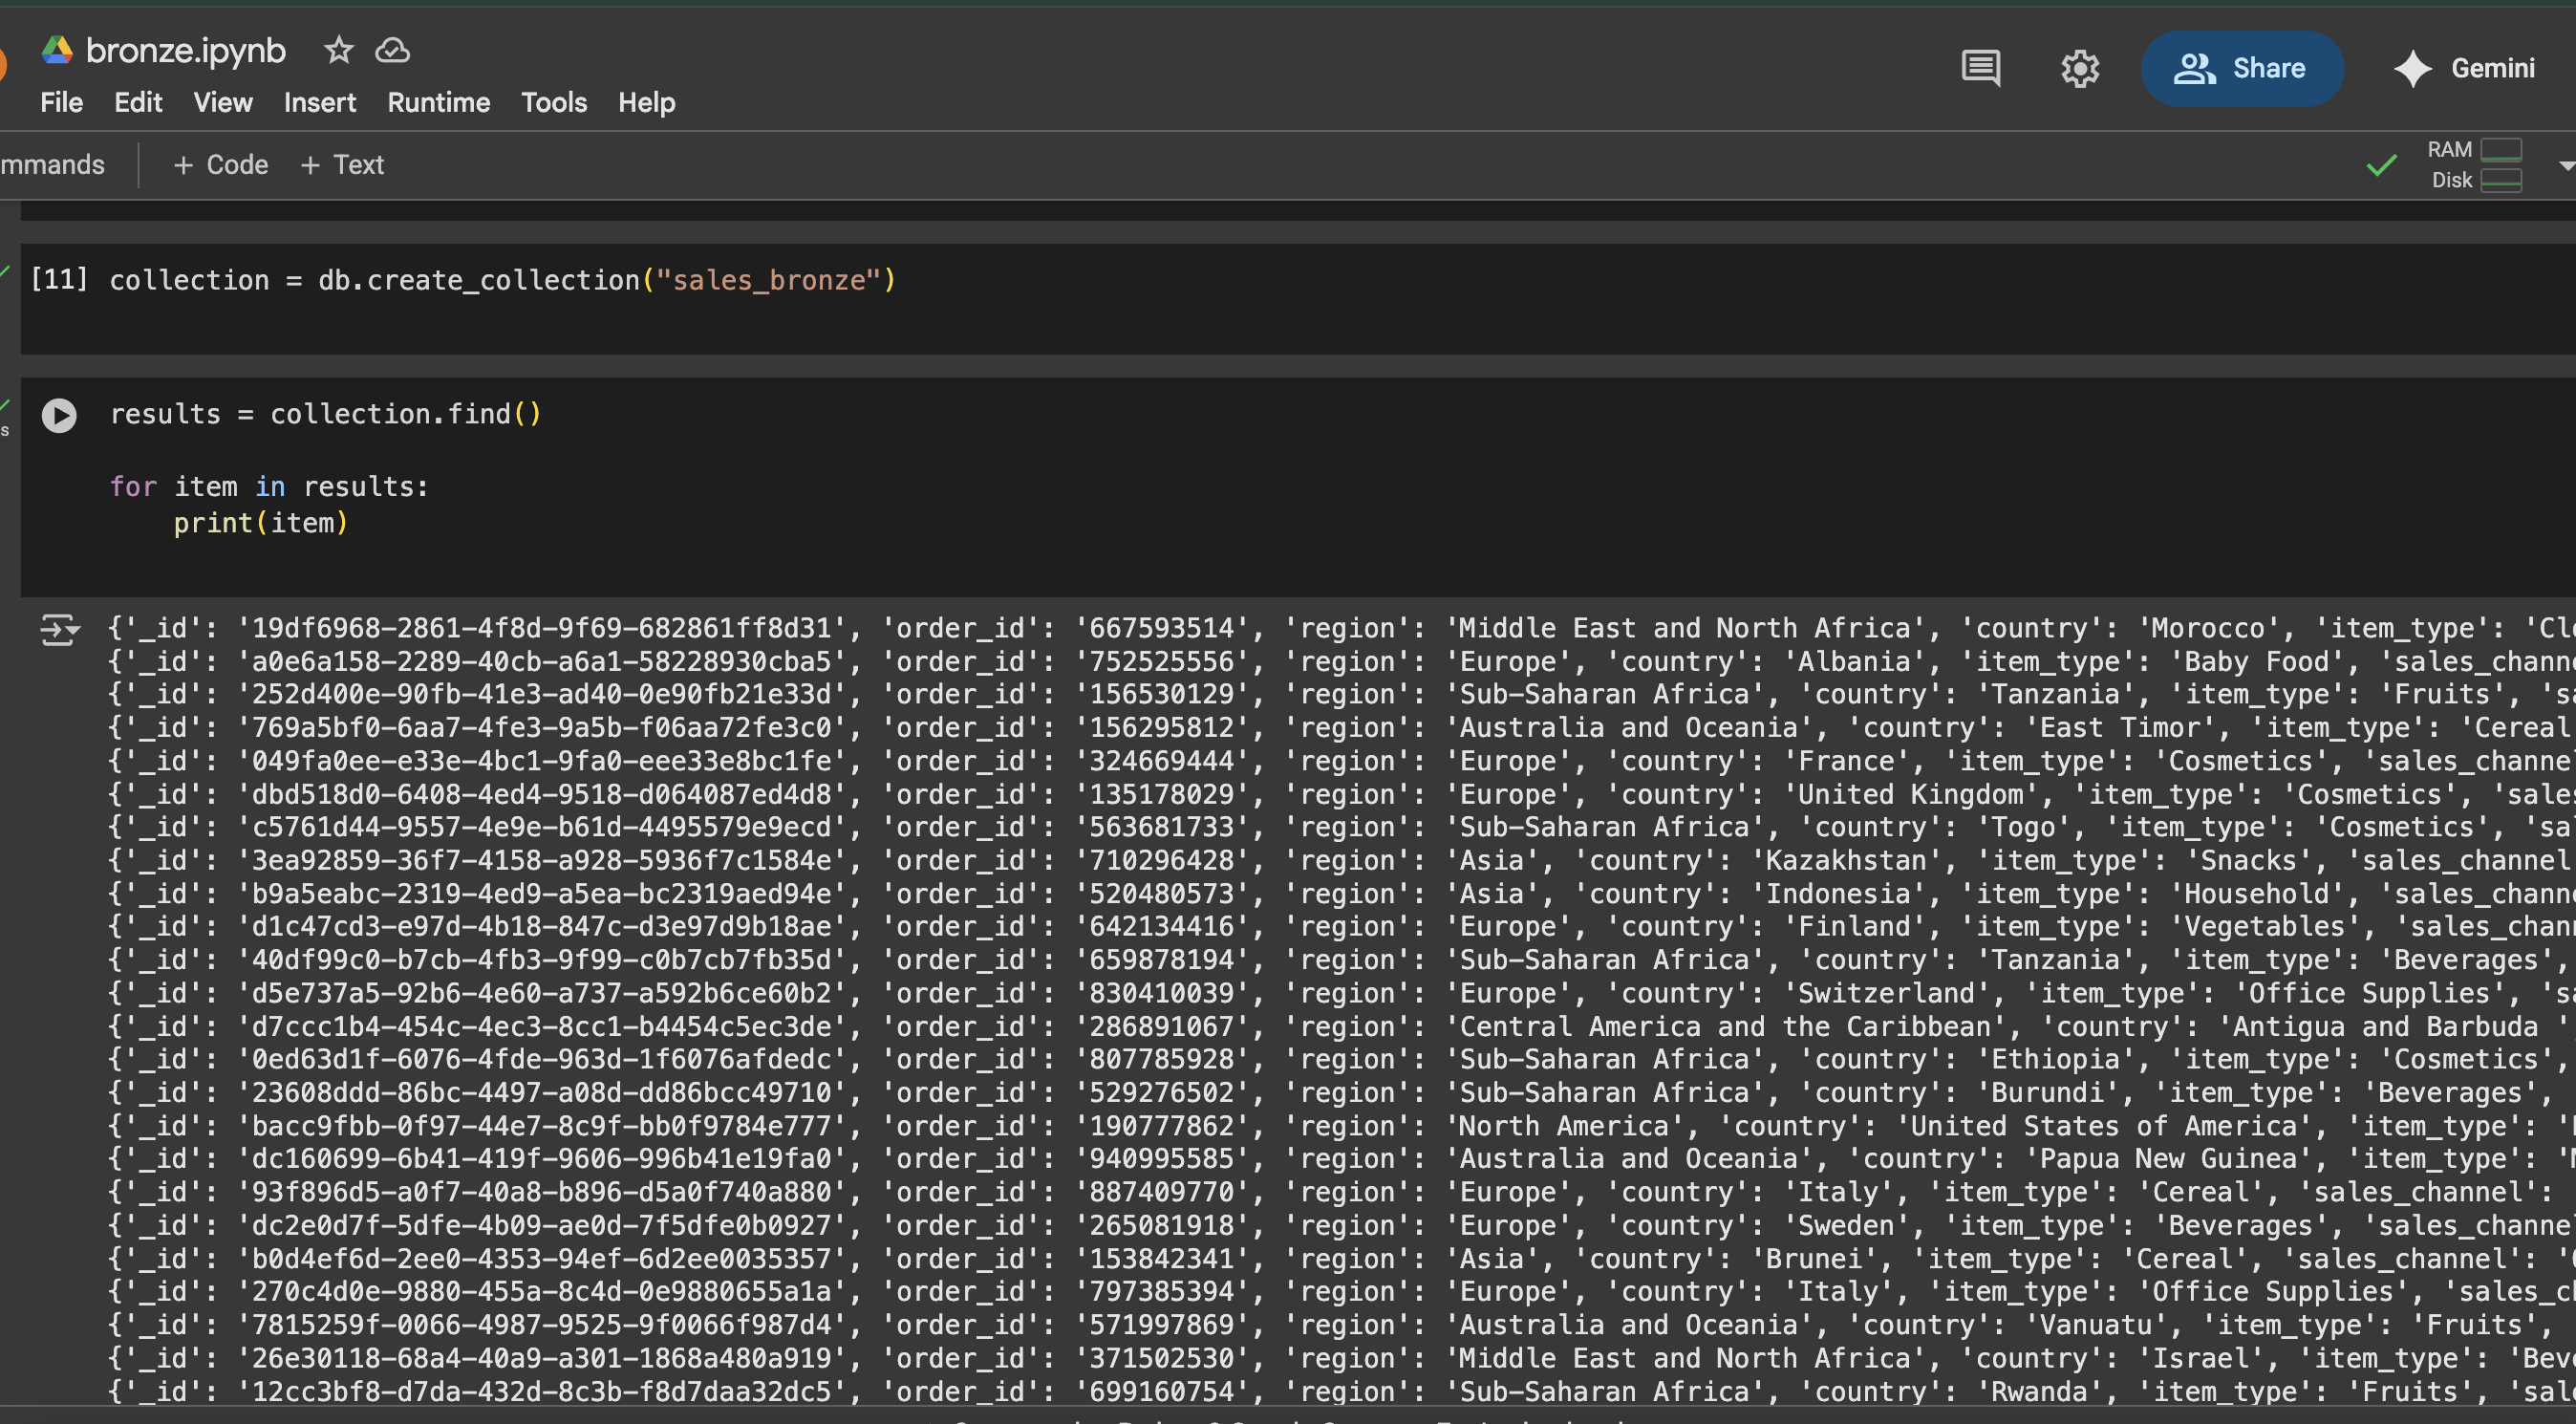 bronze.ipynb
File Edit View Insert Runtime Tools Help
Share
Gemini
mmands + Code + Text
RAM
Disk
[11] collection = db.create_collection("sales_bronze")
results = collection.find()
for item in results:
print(item)
s
{'_id': '19df6968-2861-4f8d-9f69-682861ff8d31', 'order_id': '667593514', 'region': 'Middle East and North Africa', 'country': 'Morocco', 'item_type': 'Clo
{'_id': 'a0e6a158-2289-40cb-a6a1-58228930cba5', 'order_id': '752525556', 'region': 'Europe', 'country': 'Albania', 'item_type': 'Baby Food', 'sales_channe
{'_id': '252d400e-90fb-41e3-ad40-0e90fb21e33d', 'order_id': '156530129', 'region': 'Sub-Saharan Africa', 'country': 'Tanzania', 'item_type': 'Fruits', 'sa
{'_id': '769a5bf0-6aa7-4fe3-9a5b-f06aa72fe3c0', 'order_id': '156295812', 'region': 'Australia and Oceania', 'country': 'East Timor', 'item_type': 'Cereal
{'_id': '049fa0ee-e33e-4bc1-9fa0-eee33e8bc1fe', 'order_id': '324669444', 'region': 'Europe', 'country': 'France', 'item_type': 'Cosmetics', 'sales_channe
{'_id': 'dbd518d0-6408-4ed4-9518-d064087ed4d8', 'order_id': '135178029', 'region': 'Europe', 'country': 'United Kingdom', 'item_type': 'Cosmetics', 'sales
{'_id': 'c5761d44-9557-4e9e-b61d-4495579e9ecd', 'order_id': '563681733', 'region': 'Sub-Saharan Africa', 'country': 'Togo', 'item_type': 'Cosmetics', 'sal
{'_id': '3ea92859-36f7-4158-a928-5936f7c1584e', 'order_id': '710296428', 'region': 'Asia', 'country': 'Kazakhstan', 'item_type': 'Snacks', 'sales_channel
{'_id': 'b9a5eabc-2319-4ed9-a5ea-bc2319aed94e', 'order_id': '520480573', 'region': 'Asia', 'country': 'Indonesia', 'item_type': 'Household', 'sales_channe
{'_id': 'd1c47cd3-e97d-4b18-847c-d3e97d9b18ae', 'order_id': '642134416', 'region': 'Europe', 'country': 'Finland', 'item_type': 'Vegetables', 'sales_chann
{'_id': '40df99c0-b7cb-4fb3-9f99-c0b7cb7fb35d', 'order_id': '659878194', 'region': 'Sub-Saharan Africa', 'country': 'Tanzania', 'item_type': 'Beverages',
{'_id': 'd5e737a5-92b6-4e60-a737-a592b6ce60b2', 'order_id': '830410039', 'region': 'Europe', 'country': 'Switzerland', 'item_type': 'Office Supplies', 'sa
{'_id': 'd7ccc1b4-454c-4ec3-8cc1-b4454c5ec3de', 'order_id': '286891067', 'region': 'Central America and the Caribbean', 'country': 'Antigua and Barbuda '
{'_id': '0ed63d1f-6076-4fde-963d-1f6076afdedc', 'order_id': '807785928', 'region': 'Sub-Saharan Africa', 'country': 'Ethiopia', 'item_type': 'Cosmetics',
{'_id': '23608ddd-86bc-4497-a08d-dd86bcc49710', 'order_id': '529276502', 'region': 'Sub-Saharan Africa', 'country': 'Burundi', 'item_type': 'Beverages',
{'_id': 'bacc9fbb-0f97-44e7-8c9f-bb0f9784e777', 'order_id': '190777862', 'region': 'North America', 'country': 'United States of America', 'item_type': '
{'_id': 'dc160699-6b41-419f-9606-996b41e19fa0', 'order_id': '940995585', 'region': 'Australia and Oceania', 'country': 'Papua New Guinea', 'item_type': '
{'_id': '93f896d5-a0f7-40a8-b896-d5a0f740a880', 'order_id': '887409770', 'region': 'Europe', 'country': 'Italy', 'item_type': 'Cereal', 'sales_channel':
{'_id': 'dc2e0d7f-5dfe-4b09-ae0d-7f5dfe0b0927', 'order_id': '265081918', 'region': 'Europe', 'country': 'Sweden', 'item_type': 'Beverages', 'sales_channel
{'_id': 'b0d4ef6d-2ee0-4353-94ef-6d2ee0035357', 'order_id': '153842341', 'region': 'Asia', 'country': 'Brunei', 'item_type': 'Cereal', 'sales_channel': '
{'_id': '270c4d0e-9880-455a-8c4d-0e9880655a1a', 'order_id': '797385394', 'region': 'Europe', 'country': 'Italy', 'item_type': 'Office Supplies', 'sales_ch
{'_id': '7815259f-0066-4987-9525-9f0066f987d4', 'order_id': '571997869', 'region': 'Australia and Oceania', 'country': 'Vanuatu', 'item_type': 'Fruits',
{'_id': '26e30118-68a4-40a9-a301-1868a480a919', 'order_id': '371502530', 'region': 'Middle East and North Africa', 'country': 'Israel', 'item_type': 'Beve
{'_id': '12cc3bf8-d7da-432d-8c3b-f8d7daa32dc5', 'order_id': '699160754', 'region': 'Sub-Saharan Africa', 'country': 'Rwanda', 'item_type': 'Fruits', 'sale